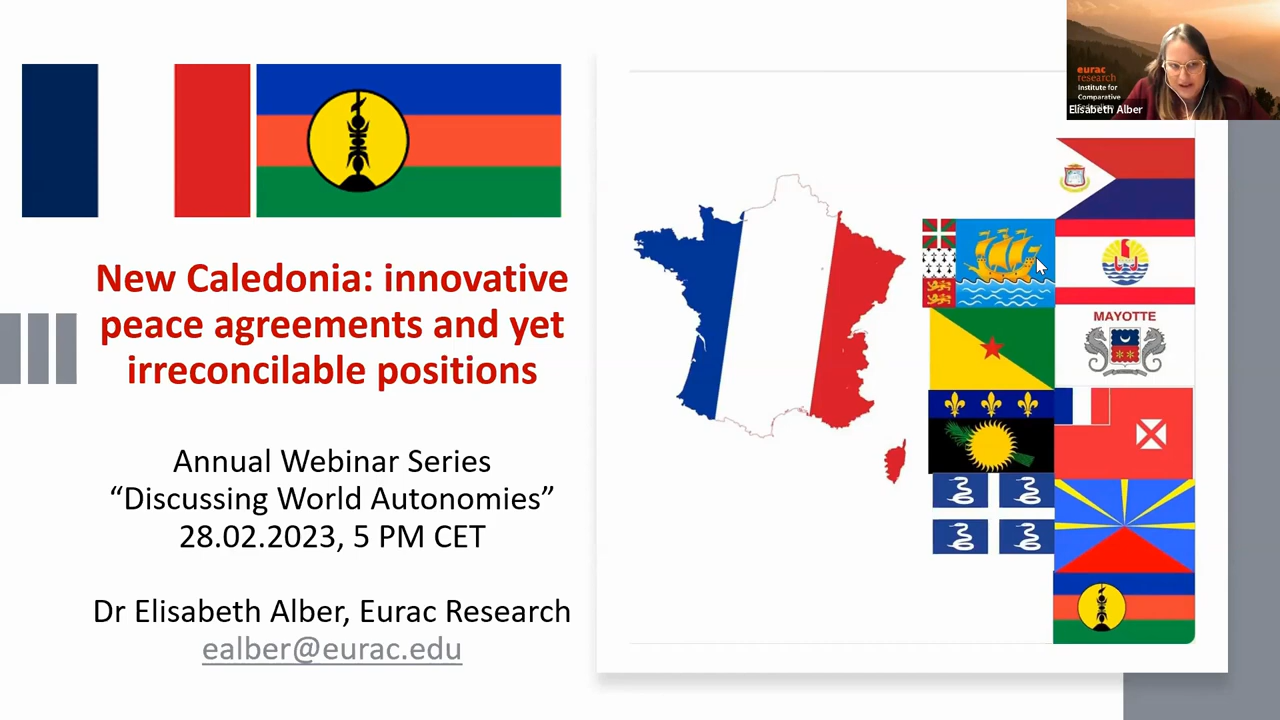 New Caledonia: innovative
peace agreements and yet
irreconcilable positions
Annual Webinar Series
“Discussing World Autonomies”
28.02.2023, 5 PM CET
Dr Elisabeth Alber, Eurac Research
ealber@eurac.edu
MAYOTTE
eurac
research
Institute for
Comparative
Elisabeth Alber